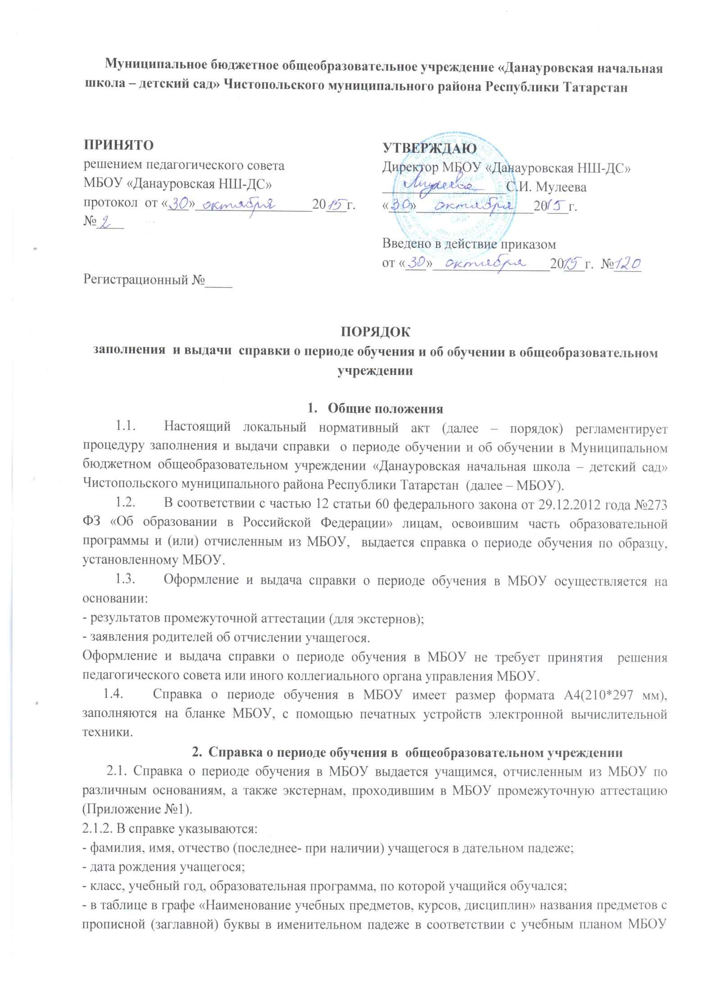 Муниципальное бюджетное общеобразовательное учреждение «Данауровская начальная
школа – детский сад» Чистопольского муниципального района Республики Татарстан
ПРИНЯТО
решением педагогического совета
МБОУ «Данауровская НШ-ДС»
протокол от «30» октября 2015 г.
№ 2
Регистрационный №____
УТВЕРЖДАЮ
Директор МБОУ «Данауровская НШ-ДС»
Мулеева С.И. Мулеева
«30» октября 2015 г.
Введено в действие приказом
от «30» октября 2015 г. №120
ПОРЯДОК
заполнения и выдачи справки о периоде обучения и об обучении в общеобразовательном
учреждении
1. Общие положения
1.1. Настоящий локальный нормативный акт (далее – порядок) регламентирует
процедуру заполнения и выдачи справки о периоде обучении и об обучении в Муниципальном
бюджетном общеобразовательном учреждении «Данауровская начальная школа – детский сад»
Чистопольского муниципального района Республики Татарстан (далее – МБОУ).
1.2. В соответствии с частью 12 статьи 60 федерального закона от 29.12.2012 года №273
ФЗ «Об образовании в Российской Федерации» лицам, освоившим часть образовательной
программы и (или) отчисленным из МБОУ, выдается справка о периоде обучения по образцу,
установленному МБОУ.
1.3. Оформление и выдача справки о периоде обучения в МБОУ осуществляется на
основании:
- результатов промежуточной аттестации (для экстернов);
- заявления родителей об отчислении учащегося.
Оформление и выдача справки о периоде обучения в МБОУ не требует принятия решения
педагогического совета или иного коллегиального органа управления МБОУ.
1.4. Справка о периоде обучения в МБОУ имеет размер формата А4(210*297 мм),
заполняются на бланке МБОУ, с помощью печатных устройств электронной вычислительной
техники.
2. Справка о периоде обучения в общеобразовательном учреждении
2.1. Справка о периоде обучения в МБОУ выдается учащимся, отчисленным из МБОУ по
различным основаниям, а также экстернам, проходившим в МБОУ промежуточную аттестацию
(Приложение №1).
2.1.2. В справке указываются:
- фамилия, имя, отчество (последнее- при наличии) учащегося в дательном падеже;
- дата рождения учащегося;
- класс, учебный год, образовательная программа, по которой учащийся обучался;
- в таблице в графе «Наименование учебных предметов, курсов, дисциплин» названия предметов с
прописной (заглавной) буквы в именительном падеже в соответствии с учебным планом МБОУ